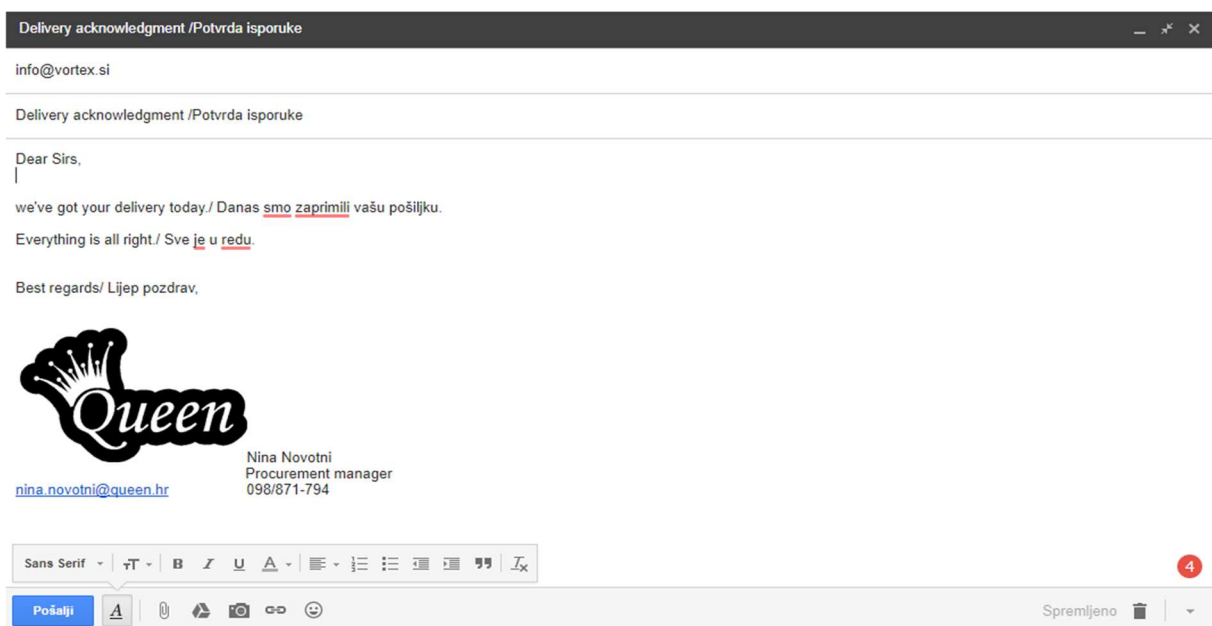 Delivery acknowledgment /Potvrda isporuke
info@vortex.si
Delivery acknowledgment /Potvrda isporuke
Dear Sirs,
we've got your delivery today./ Danas smo zaprimili vašu pošiljku.
Everything is all right./ Sve je u redu.
Best regards/ Lijep pozdrav,
Queen
Nina Novotni
Procurement manager
nina.novotni@queen.hr 098/871-794
Sans Serif
4
Pošalji
Spremljeno